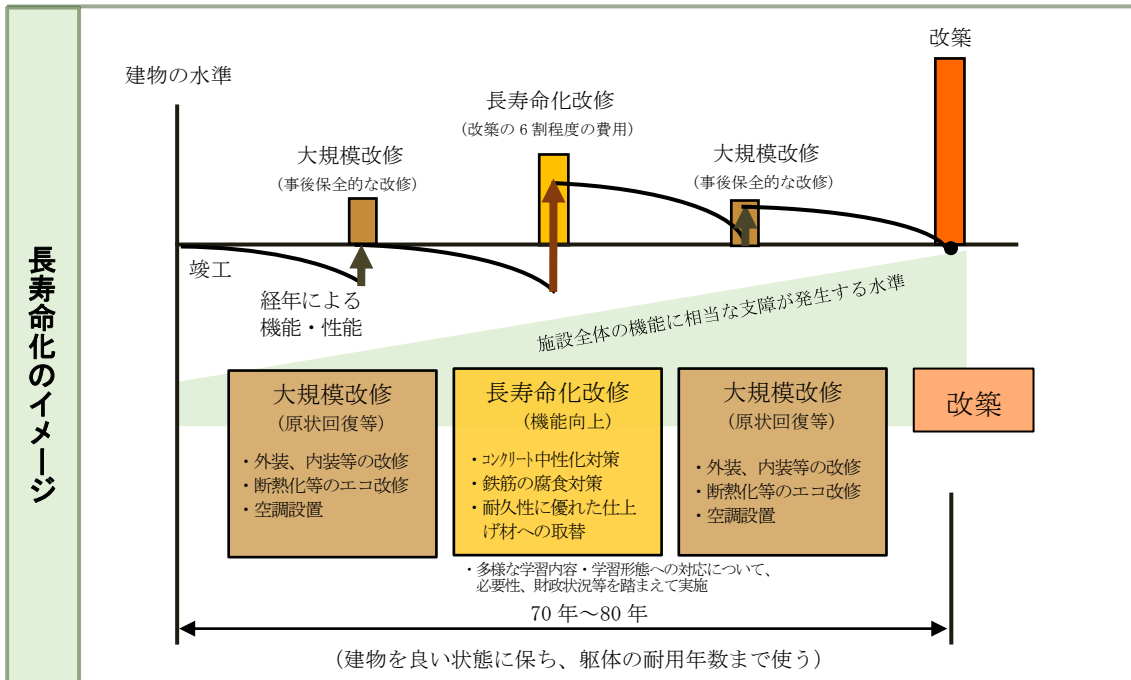 長寿命化のイメージ
改築
建物の水準
長寿命化改修
（改築の 6 割程度の費用）
大規模改修
（事後保全的な改修）
大規模改修
（事後保全的な改修）
竣工
経年による
機能・性能
施設全体の機能に相当な支障が発生する水準
大規模改修
（原状回復等）
・外装、内装等の改修
・断熱化等のエコ改修
・空調設置
長寿命化改修
（機能向上）
・ｺﾝｸﾘｰﾄ中性化対策
・鉄筋の腐食対策
・耐久性に優れた仕上
げ材への取替
大規模改修
（原状回復等）
・外装、内装等の改修
・断熱化等のエコ改修
・空調設置
改築
・多様な学習内容・学習形態への対応について、
必要性、財政状況等を踏まえて実施
70 年～80 年
（建物を良い状態に保ち、躯体の耐用年数まで使う）